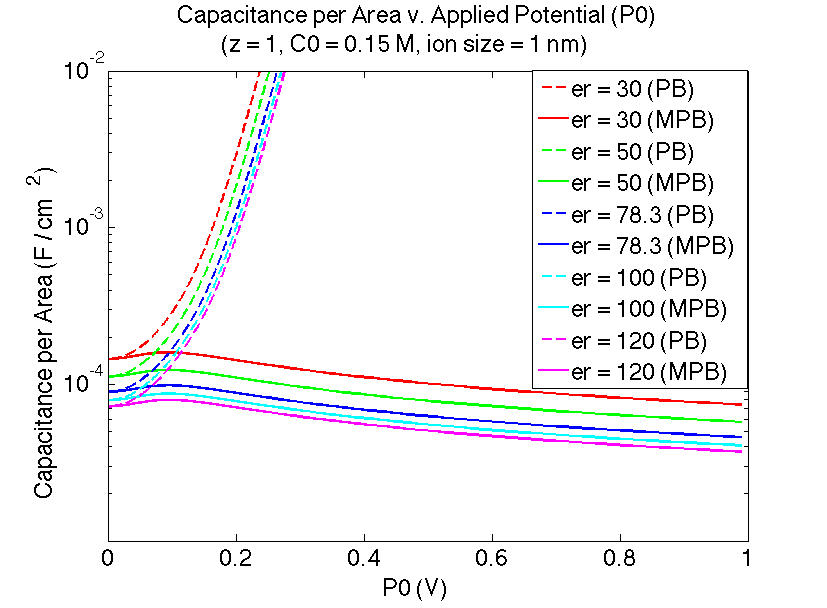 Capacitance per Area v. Applied Potential (P0)
(z = 1, C0 = 0.15 M, ion size = 1 nm)
10^-2
10^-3
10^-4
Capacitance per Area (F / cm^2)
er = 30 (PB)
er = 30 (MPB)
er = 50 (PB)
er = 50 (MPB)
er = 78.3 (PB)
er = 78.3 (MPB)
er = 100 (PB)
er = 100 (MPB)
er = 120 (PB)
er = 120 (MPB)
0 0.2 0.4 0.6 0.8 1
P0 (V)